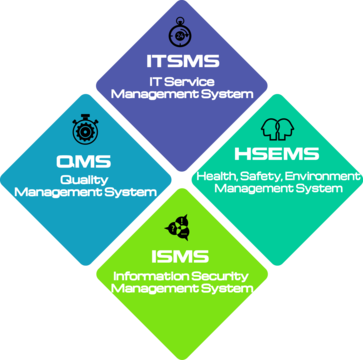 ITSMS
IT Service
Management System
QMS
Quality
Management System
HSEMS
Health, Safety, Environment
Management System
ISMS
Information Security
Management System